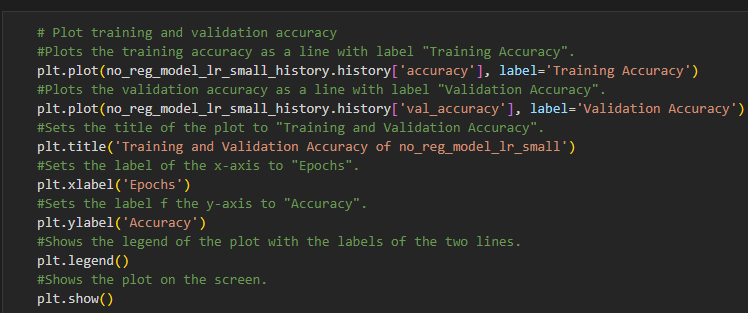 # Plot training and validation accuracy
#Plots the training accuracy as a line with label "Training Accuracy".
plt.plot(no_reg_model_lr_small_history.history['accuracy'], label='Training Accuracy')
#Plots the validation accuracy as a line with label "Validation Accuracy".
plt.plot(no_reg_model_lr_small_history.history['val_accuracy'], label='Validation Accuracy')
#Sets the title of the plot to "Training and Validation Accuracy".
plt.title('Training and Validation Accuracy of no_reg_model_lr_small')
#Sets the label of the x-axis to "Epochs".
plt.xlabel('Epochs')
#Sets the label f the y-axis to "Accuracy".
plt.ylabel('Accuracy')
#Shows the legend of the plot with the labels of the two lines.
plt.legend()
#Shows the plot on the screen.
plt.show()